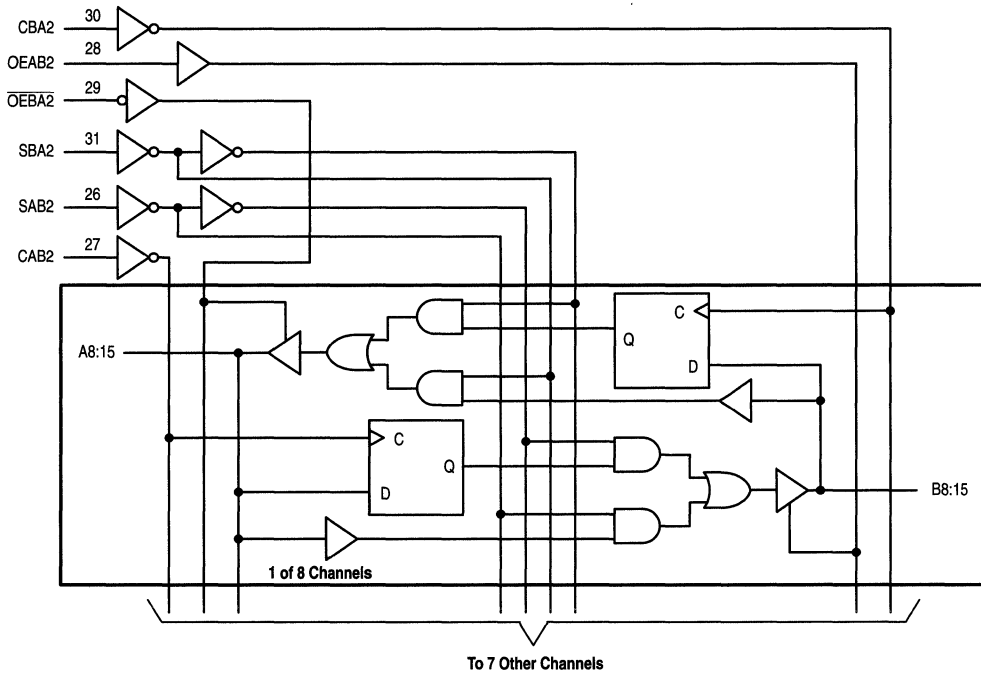 CBA2 30
OEAB2 28
OEBA2 29
SBA2 31
SAB2 26
CAB2 27
A8:15
C
Q
D
C
Q
D
B8:15
1 of 8 Channels
To 7 Other Channels